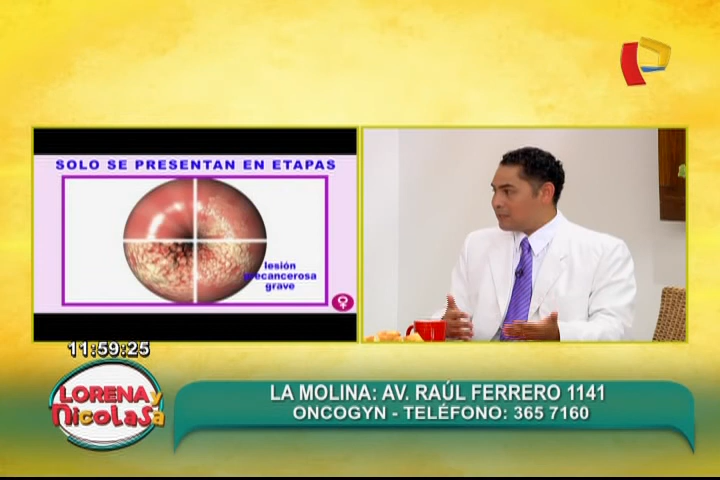 SOLO SE PRESENTAN EN ETAPAS
lesión
precancerosa
grave
11:59:25
LORENA y
NicoLaSa
LA MOLINA: AV. RAÚL FERRERO 1141
ONCOGYN - TELÉFONO: 365 7160